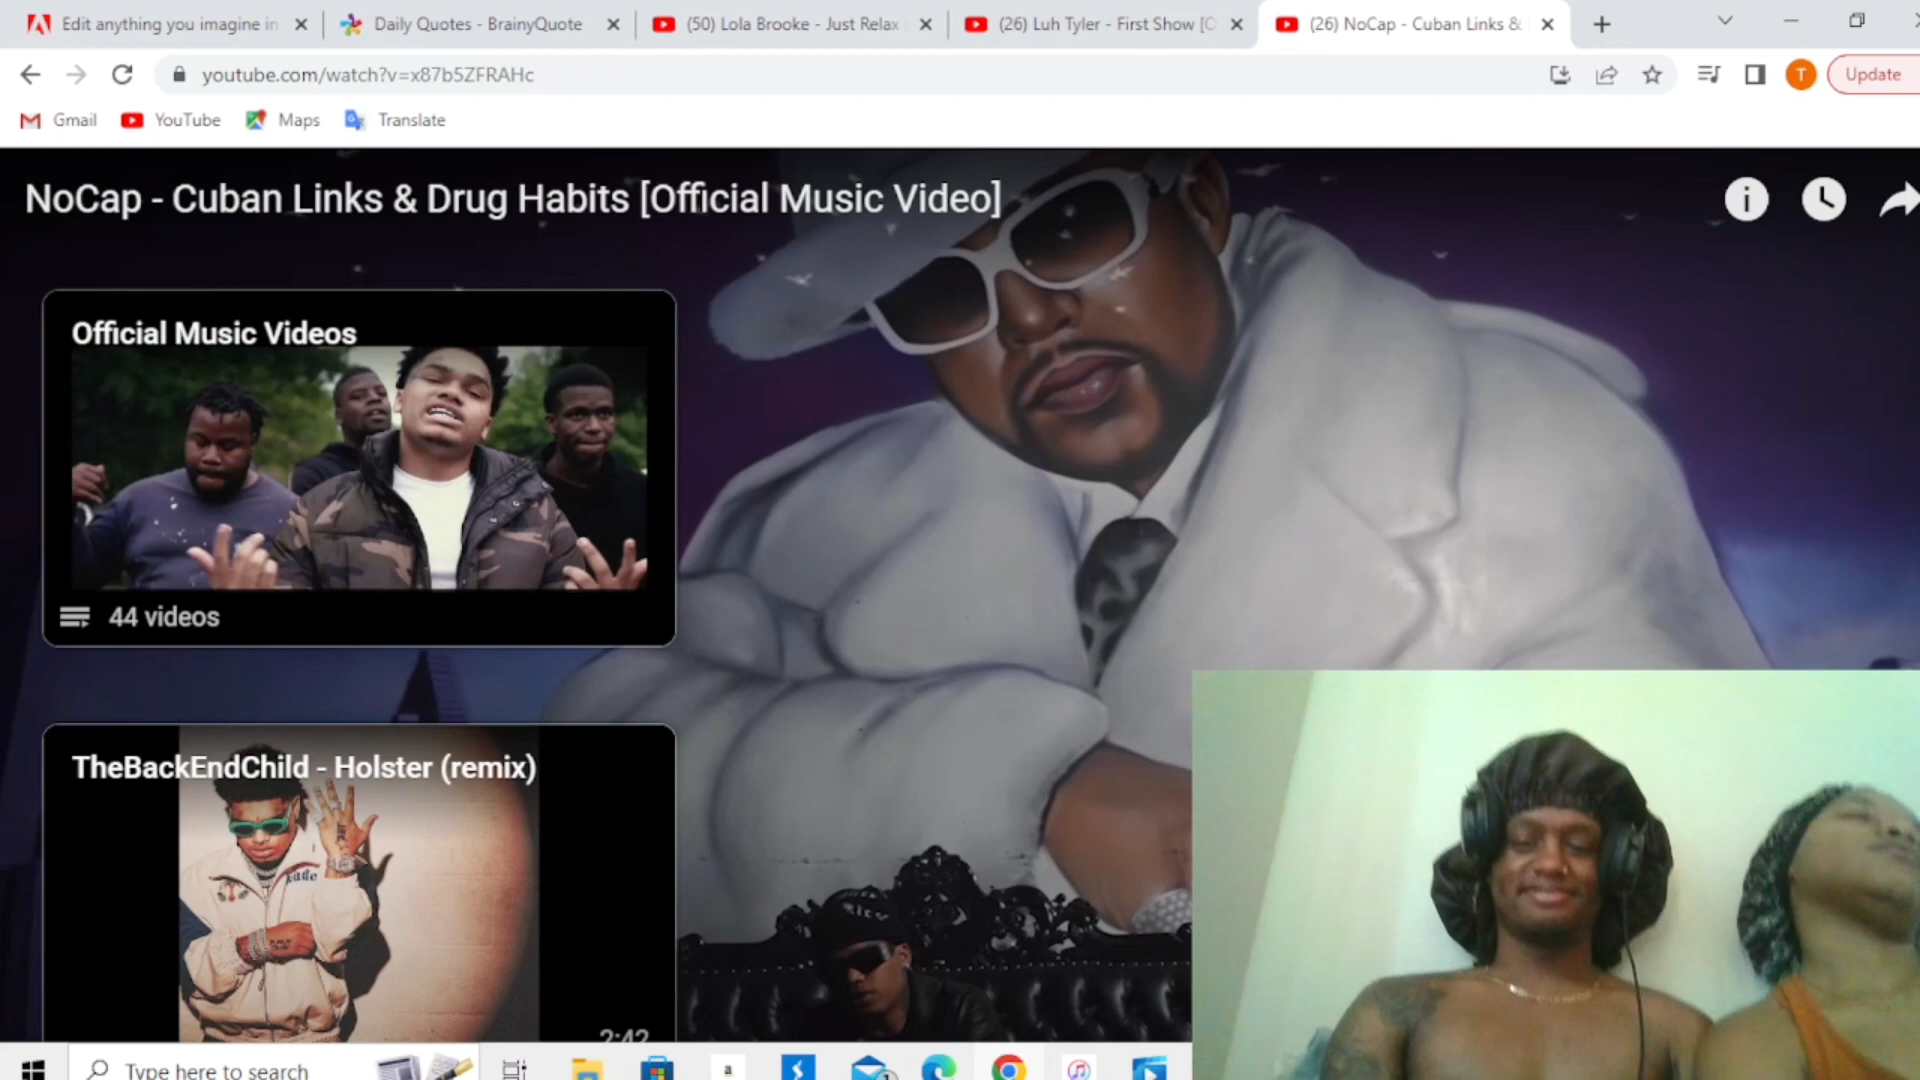 Edit anything you imagine in
Daily Quotes - BrainyQuote
(50) Lola Brooke - Just Relax
(26) Luh Tyler - First Show [O
(26) NoCap - Cuban Links &
youtube.com/watch?v=x87b5ZFRAHc
T
Update
Gmail
YouTube
Maps
Translate
NoCap - Cuban Links & Drug Habits [Official Music Video]
Official Music Videos
44 videos
TheBackEndChild - Holster (remix)
2:42
Type here to search
a